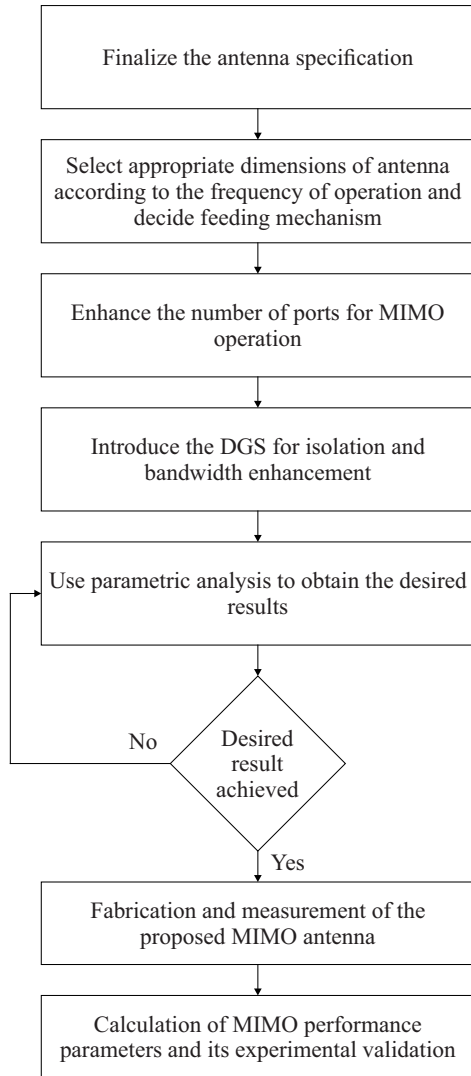 Finalize the antenna specification
Select appropriate dimensions of antenna
according to the frequency of operation and
decide feeding mechanism
Enhance the number of ports for MIMO
operation
Introduce the DGS for isolation and
bandwidth enhancement
Use parametric analysis to obtain the desired
results
No
Desired
result
achieved
Yes
Fabrication and measurement of the
proposed MIMO antenna
Calculation of MIMO performance
parameters and its experimental validation